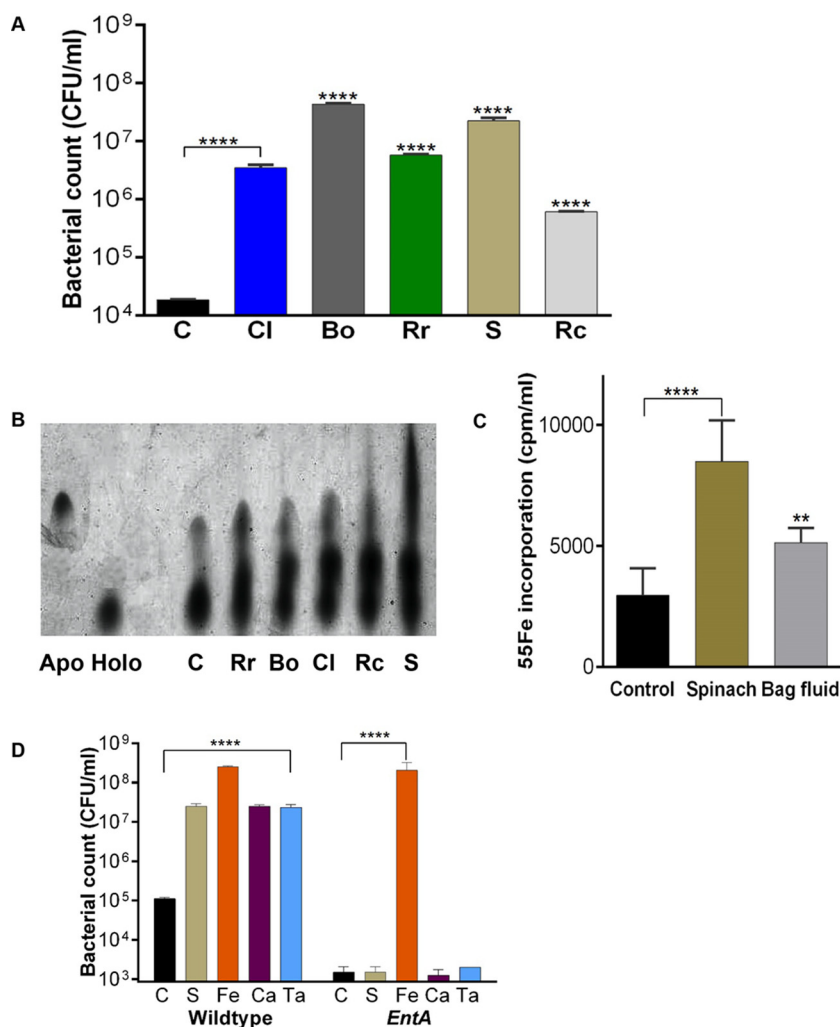 A
Bacterial count (CFU/ml)
10⁹
10⁸
10⁷
10⁶
10⁵
10⁴
****
****
****
****
****
C Cl Bo Rr S Rc
B
Apo Holo C Rr Bo Cl Rc S
C
55Fe incorporation (cpm/ml)
10000
5000
0
****
**
Control Spinach Bag fluid
D
Bacterial count (CFU/ml)
10⁹
10⁸
10⁷
10⁶
10⁵
10⁴
10³
****
****
C S Fe Ca Ta C S Fe Ca Ta
Wildtype EntA